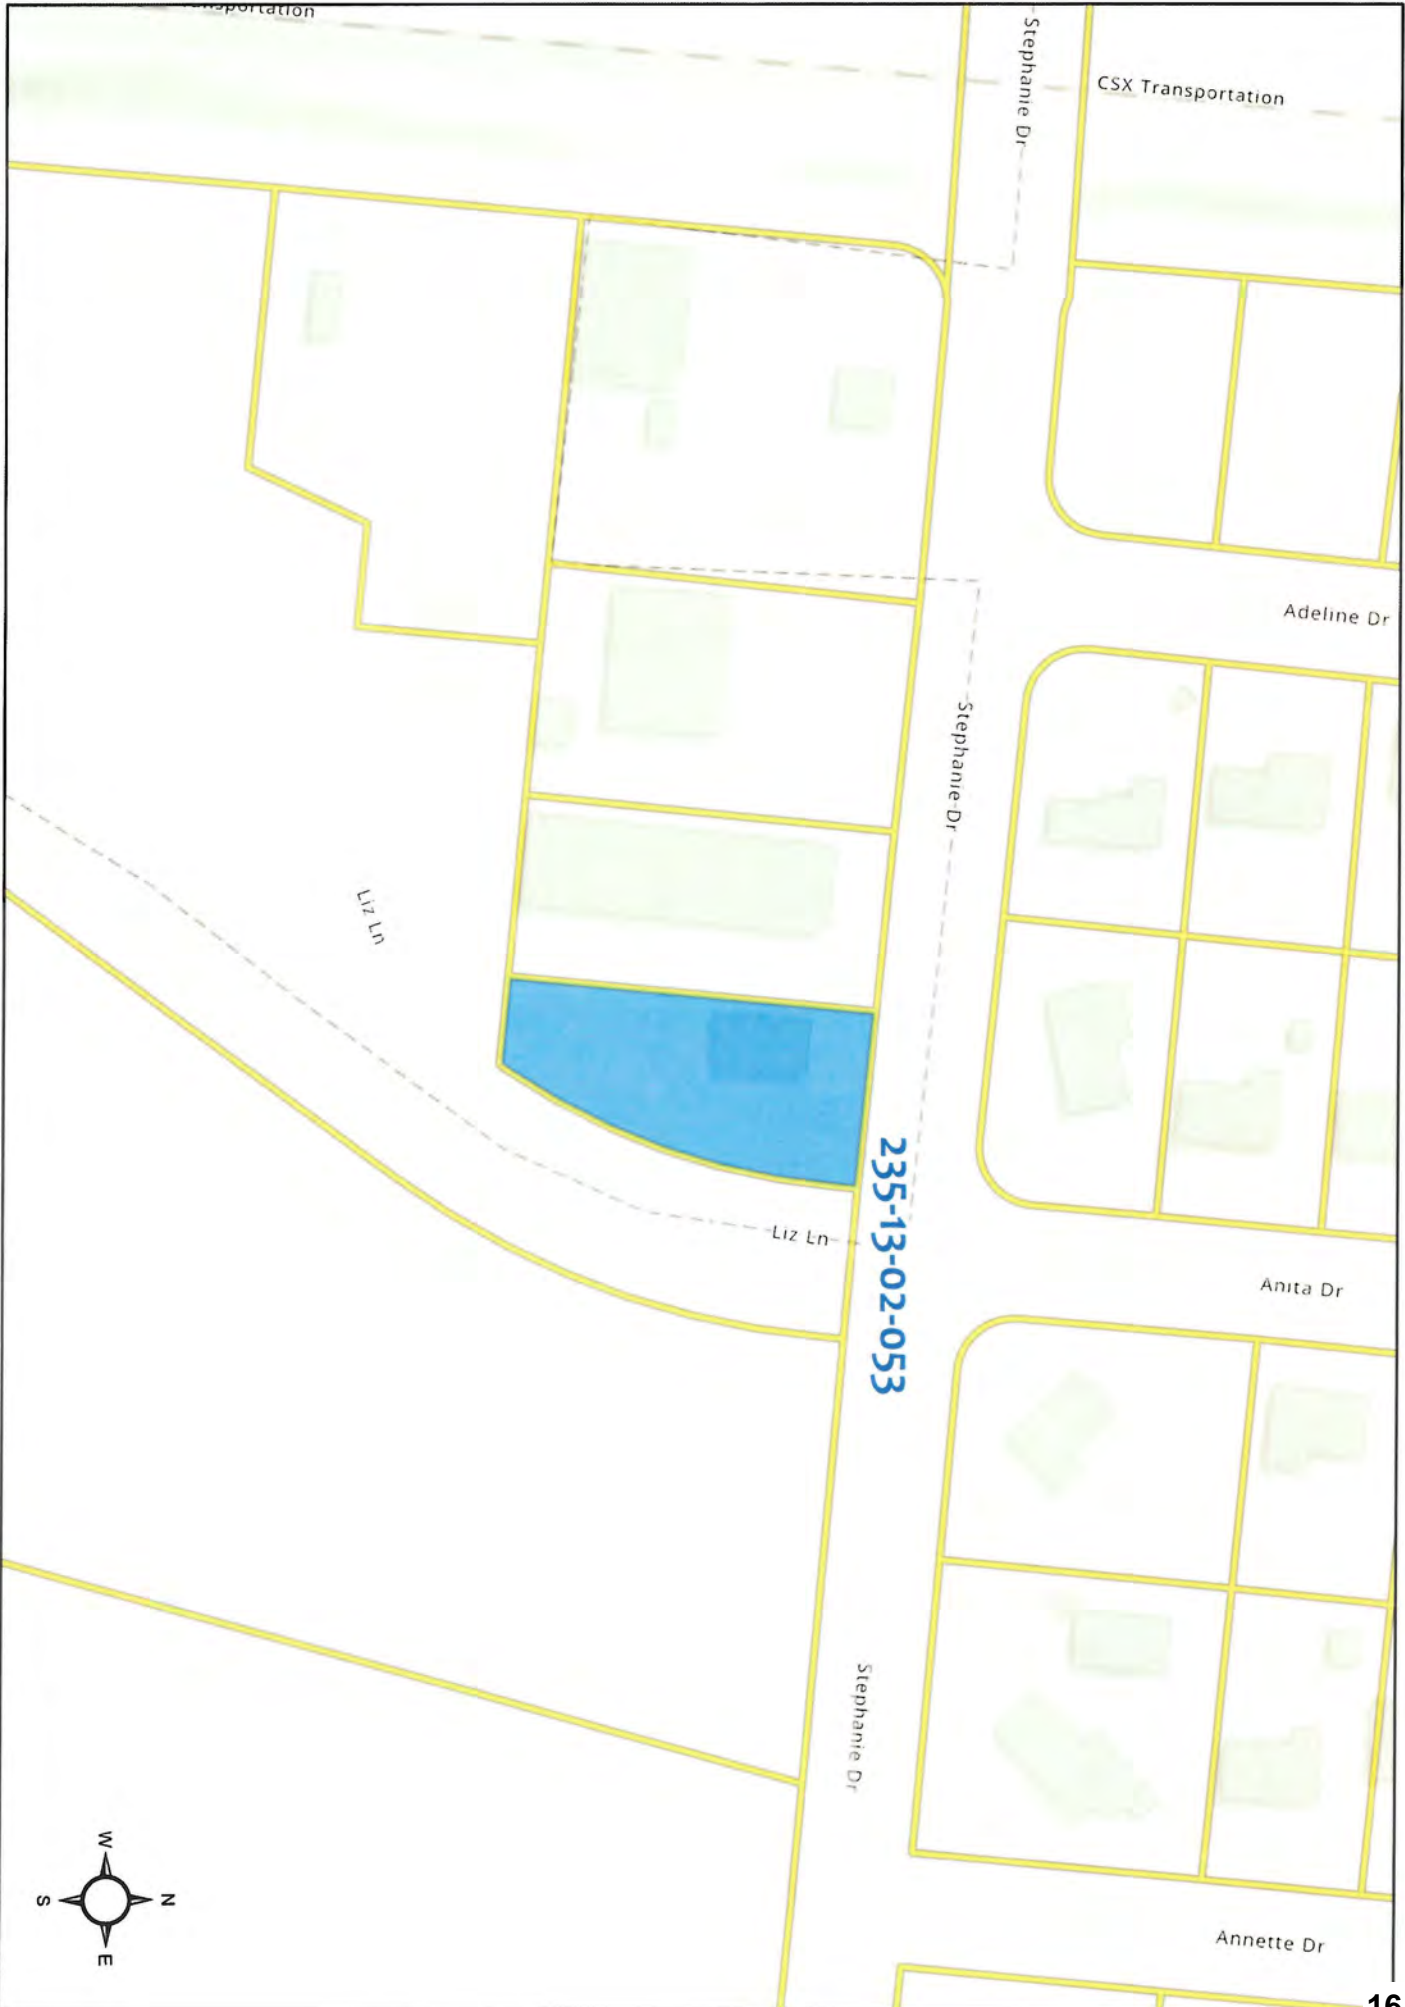 Stephanie Dr
CSX Transportation
Adeline Dr
Stephanie Dr
Liz Ln
235-13-02-053
Liz Ln
Anita Dr
Stephanie Dr
W
N
S
E
Annette Dr
16